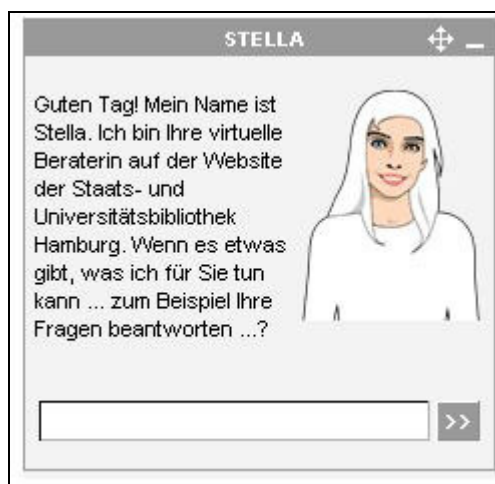 STELLA
Guten Tag! Mein Name ist
Stella. Ich bin Ihre virtuelle
Beraterin auf der Website
der Staats- und
Universitätsbibliothek
Hamburg. Wenn es etwas
gibt, was ich für Sie tun
kann ... zum Beispiel Ihre
Fragen beantworten ...?
>>